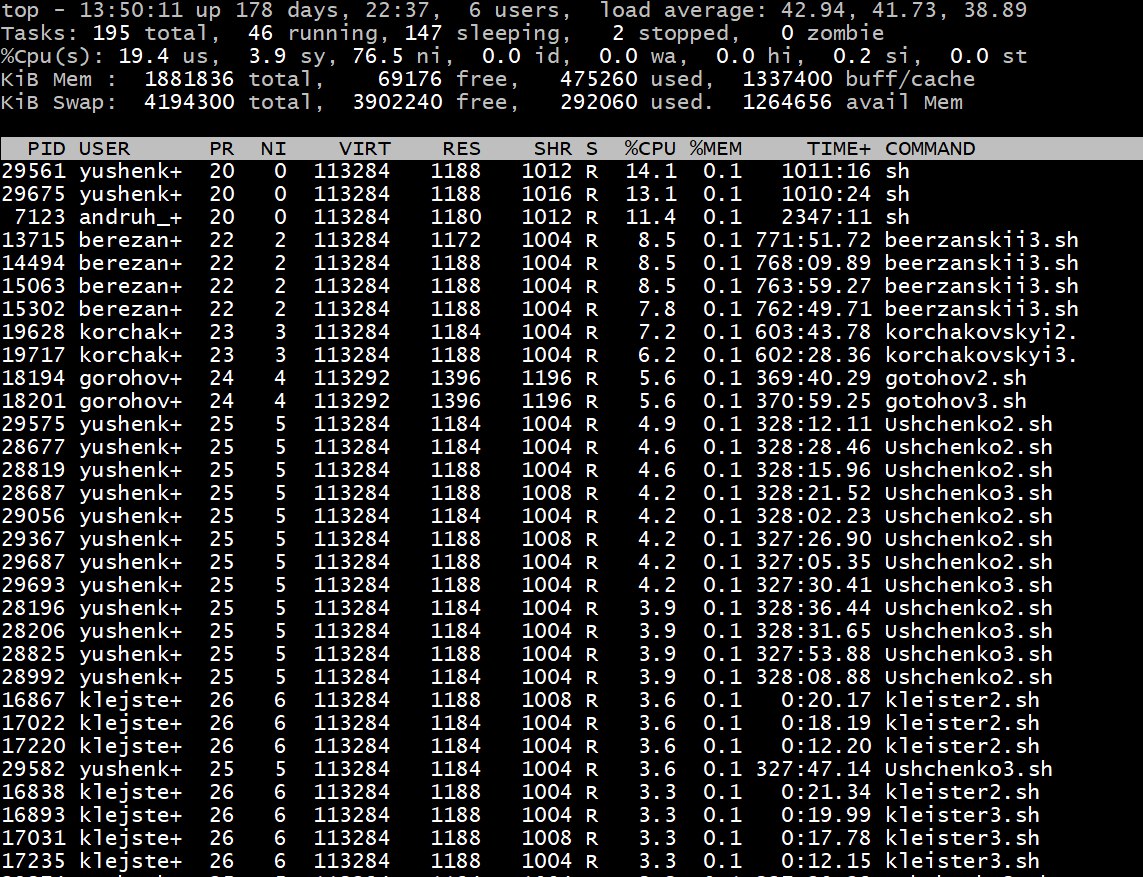 top - 13:50:11 up 178 days, 22:37,  6 users,  load average: 42.94, 41.73, 38.89
Tasks: 195 total,  46 running, 147 sleeping,   2 stopped,   0 zombie
%Cpu(s): 19.4 us,  3.9 sy, 76.5 ni,  0.0 id,  0.0 wa,  0.0 hi,  0.2 si,  0.0 st
KiB Mem :  1881836 total,    69176 free,   475260 used,  1337400 buff/cache
KiB Swap:  4194300 total,  3902240 free,   292060 used.  1264656 avail Mem
PID USER      PR  NI    VIRT    RES    SHR S  %CPU %MEM     TIME+ COMMAND
29561 yushenk+  20   0  113284   1188   1012 R  14.1  0.1   1011:16 sh
29675 yushenk+  20   0  113284   1188   1016 R  13.1  0.1   1010:24 sh
7123 andruh_+  20   0  113284   1180   1012 R  11.4  0.1   2347:11 sh
13715 berezan+  22   2  113284   1172   1004 R   8.5  0.1 771:51.72 beerzanskii3.sh
14494 berezan+  22   2  113284   1188   1004 R   8.5  0.1 768:09.89 beerzanskii3.sh
15063 berezan+  22   2  113284   1188   1004 R   8.5  0.1 763:59.27 beerzanskii3.sh
15302 berezan+  22   2  113284   1188   1004 R   7.8  0.1 762:49.71 beerzanskii3.sh
19628 korchak+  23   3  113284   1184   1004 R   7.2  0.1 603:43.78 korchakovskyi2.
19717 korchak+  23   3  113284   1188   1004 R   6.2  0.1 602:28.36 korchakovskyi3.
18194 gorohov+  24   4  113292   1396   1196 R   5.6  0.1 369:40.29 gotohov2.sh
18201 gorohov+  24   4  113292   1396   1196 R   5.6  0.1 370:59.25 gotohov3.sh
29575 yushenk+  25   5  113284   1184   1004 R   4.9  0.1 328:12.11 Ushchenko2.sh
28677 yushenk+  25   5  113284   1188   1004 R   4.6  0.1 328:28.46 Ushchenko2.sh
28819 yushenk+  25   5  113284   1188   1004 R   4.6  0.1 328:15.96 Ushchenko2.sh
28687 yushenk+  25   5  113284   1188   1008 R   4.2  0.1 328:21.52 Ushchenko3.sh
29056 yushenk+  25   5  113284   1184   1004 R   4.2  0.1 328:02.23 Ushchenko2.sh
29367 yushenk+  25   5  113284   1188   1008 R   4.2  0.1 327:26.90 Ushchenko2.sh
29687 yushenk+  25   5  113284   1184   1004 R   4.2  0.1 327:05.35 Ushchenko2.sh
29693 yushenk+  25   5  113284   1188   1004 R   4.2  0.1 327:30.41 Ushchenko3.sh
28196 yushenk+  25   5  113284   1184   1004 R   3.9  0.1 328:36.44 Ushchenko2.sh
28206 yushenk+  25   5  113284   1184   1004 R   3.9  0.1 328:31.65 Ushchenko3.sh
28825 yushenk+  25   5  113284   1188   1004 R   3.9  0.1 327:53.88 Ushchenko3.sh
28992 yushenk+  25   5  113284   1184   1004 R   3.9  0.1 328:08.88 Ushchenko2.sh
16867 klejste+  26   6  113284   1188   1008 R   3.6  0.1   0:20.17 kleister2.sh
17022 klejste+  26   6  113284   1184   1004 R   3.6  0.1   0:18.19 kleister2.sh
17220 klejste+  26   6  113284   1184   1004 R   3.6  0.1   0:12.20 kleister2.sh
29582 yushenk+  25   5  113284   1184   1004 R   3.6  0.1 327:47.14 Ushchenko3.sh
16838 klejste+  26   6  113284   1188   1004 R   3.3  0.1   0:21.34 kleister2.sh
16893 klejste+  26   6  113284   1188   1004 R   3.3  0.1   0:19.99 kleister3.sh
17031 klejste+  26   6  113284   1188   1008 R   3.3  0.1   0:17.78 kleister3.sh
17235 klejste+  26   6  113284   1188   1004 R   3.3  0.1   0:12.15 kleister3.sh